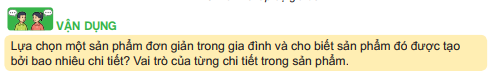 VẬN DỤNG
Lựa chọn một sản phẩm đơn giản trong gia đình và cho biết sản phẩm đó được tạo
bởi bao nhiêu chi tiết? Vai trò của từng chi tiết trong sản phẩm.